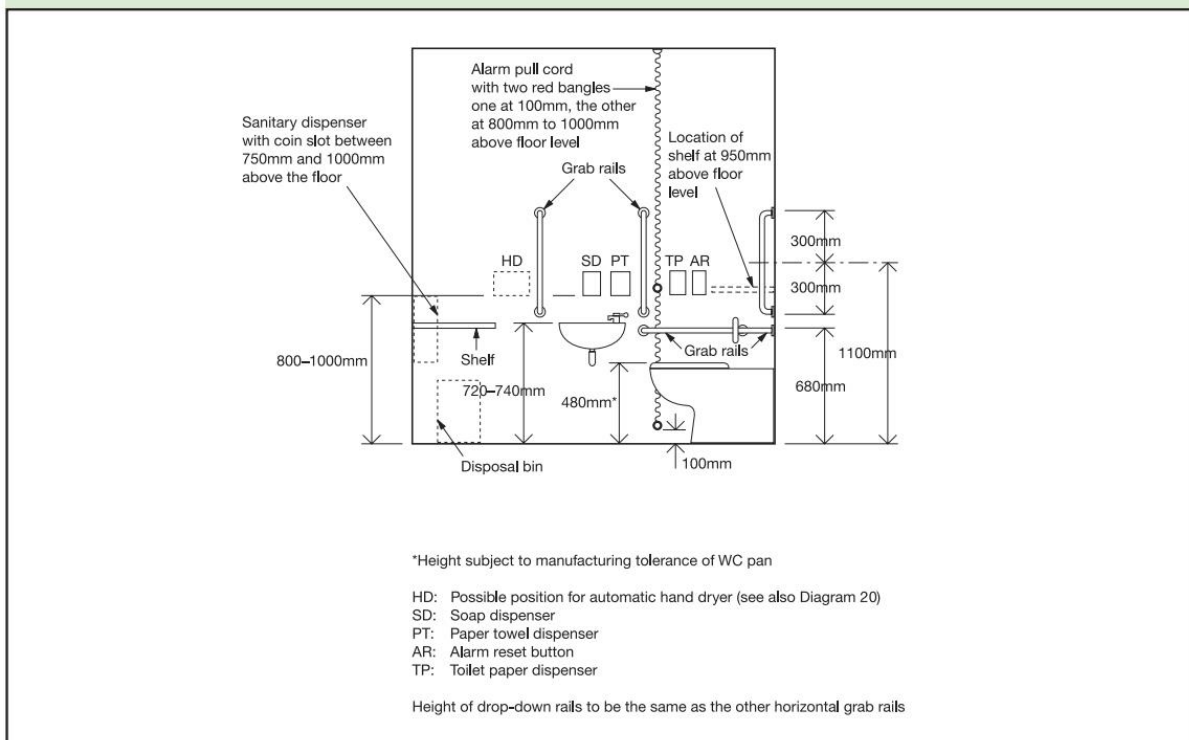 Alarm pull cord
with two red bangles
one at 100mm, the other
at 800mm to 1000mm
above floor level
Sanitary dispenser
with coin slot between
750mm and 1000mm
above the floor
Location of
shelf at 950mm
above floor
level
Grab rails
300mm
HD
SD
PT
TP
AR
300mm
Shelf
Grab rails
800–1000mm
1100mm
720–740mm
480mm*
680mm
Disposal bin
100mm
*Height subject to manufacturing tolerance of WC pan
HD: Possible position for automatic hand dryer (see also Diagram 20)
SD: Soap dispenser
PT: Paper towel dispenser
AR: Alarm reset button
TP: Toilet paper dispenser
Height of drop-down rails to be the same as the other horizontal grab rails